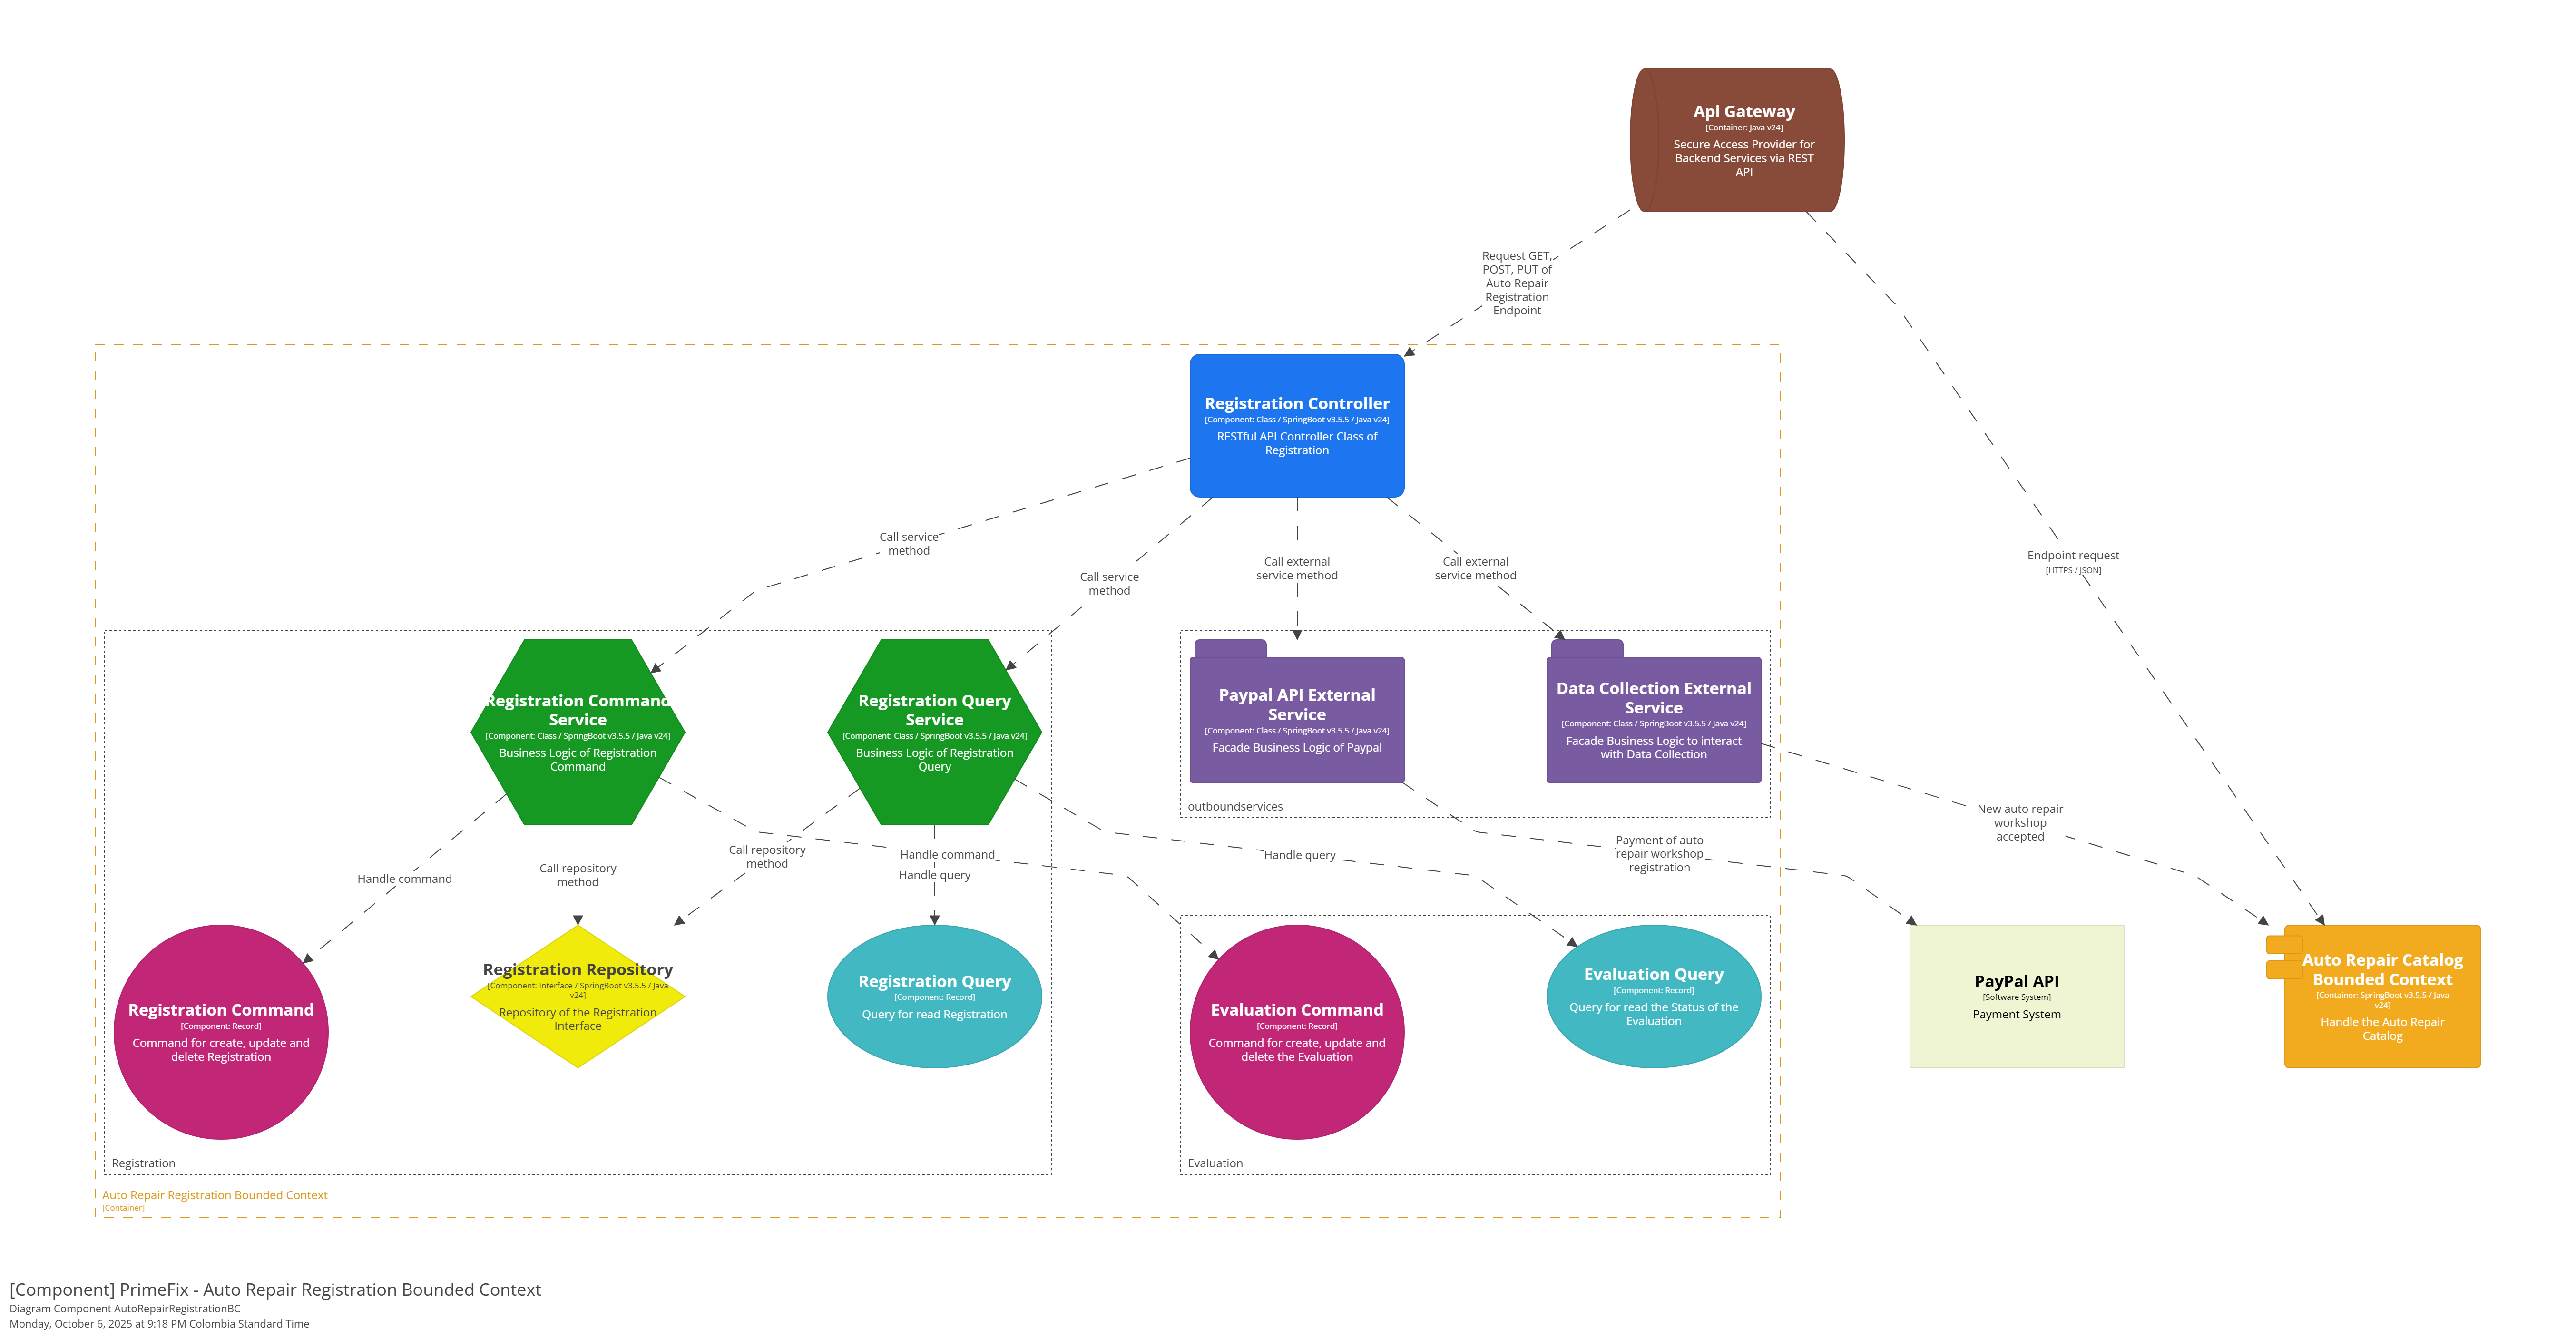 Api Gateway
[Container: Java v24]
Secure Access Provider for
Backend Services via REST
API
Request GET,
POST, PUT of
Auto Repair
Registration
Endpoint
Registration Controller
[Component: Class / SpringBoot v3.5.5 / Java v24]
RESTful API Controller Class of
Registration
Call service
method
Call service
method
Call external
service method
Call external
service method
Endpoint request
[HTTPS / JSON]
Registration Command
Service
[Component: Class / SpringBoot v3.5.5 / Java v24]
Business Logic of Registration
Command
Registration Query
Service
[Component: Class / SpringBoot v3.5.5 / Java v24]
Business Logic of Registration
Query
Paypal API External
Service
[Component: Class / SpringBoot v3.5.5 / Java v24]
Facade Business Logic of Paypal
Data Collection External
Service
[Component: Class / SpringBoot v3.5.5 / Java v24]
Facade Business Logic to interact
with Data Collection
outboundservices
Handle command
Call repository
method
Call repository
method
Handle command
Handle query
Handle query
Payment of auto
repair workshop
registration
New auto repair
workshop
accepted
Registration Command
[Component: Record]
Command for create, update and
delete Registration
Registration Repository
[Component: Interface / SpringBoot v3.5.5 / Java
v24]
Repository of the Registration
Interface
Registration Query
[Component: Record]
Query for read Registration
Evaluation Command
[Component: Record]
Command for create, update and
delete the Evaluation
Evaluation Query
[Component: Record]
Query for read the Status of the
Evaluation
PayPal API
[Software System]
Payment System
Auto Repair Catalog
Bounded Context
[Container: SpringBoot v3.5.5 / Java
v24]
Handle the Auto Repair
Catalog
Registration
Evaluation
Auto Repair Registration Bounded Context
[Container]
[Component] PrimeFix - Auto Repair Registration Bounded Context
Diagram Component AutoRepairRegistrationBC
Monday, October 6, 2025 at 9:18 PM Colombia Standard Time